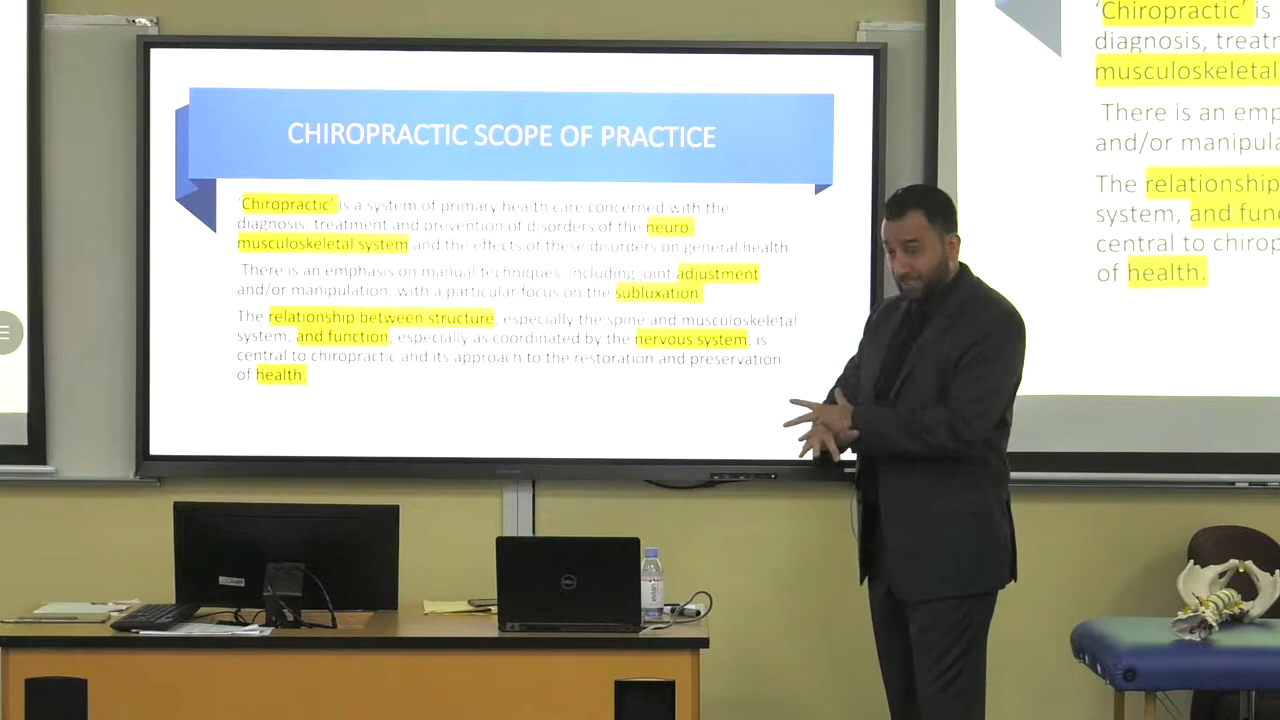 CHIROPRACTIC SCOPE OF PRACTICE
'Chiropractic' is a system of primary health care concerned with the
diagnosis, treatment and prevention of disorders of the neuro-
musculoskeletal system and the effects of these disorders on general health
There is an emphasis on manual techniques, including joint adjustment
and/or manipulation, with a particular focus on the subluxation.
The relationship between structure, especially the spine and musculoskeletal
system, and function, especially as coordinated by the nervous system, is
central to chiropractic and its approach to the restoration and preservation
of health.
'Chiropractic' is
diagnosis, treatm
musculoskeletal
There is an emp
and/or manipula
The relationship
system, and func
central to chirop
of health.
DELL
evian